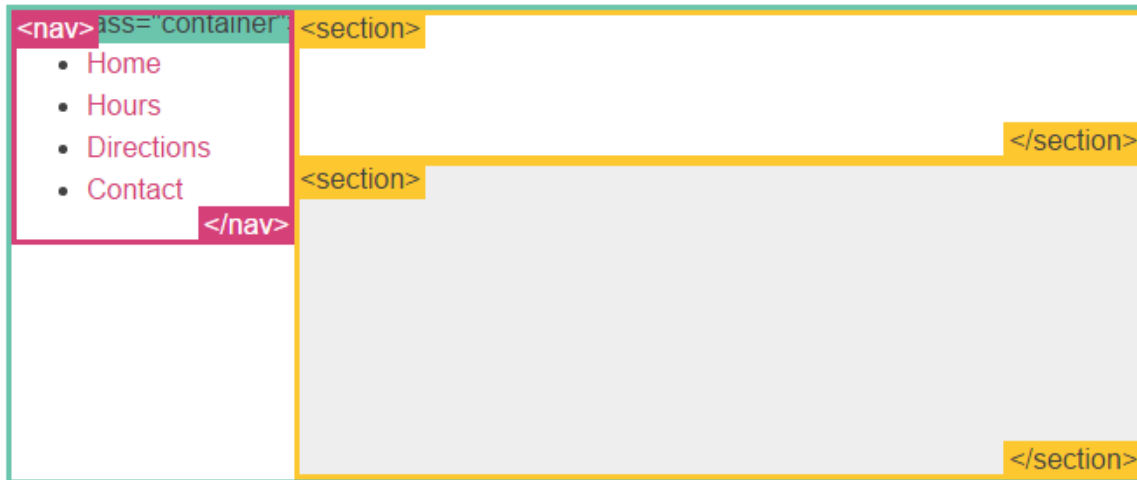 <nav> ass="container"
<section>
Home
Hours
Directions
Contact
</nav>
</section>
<section>
</section>